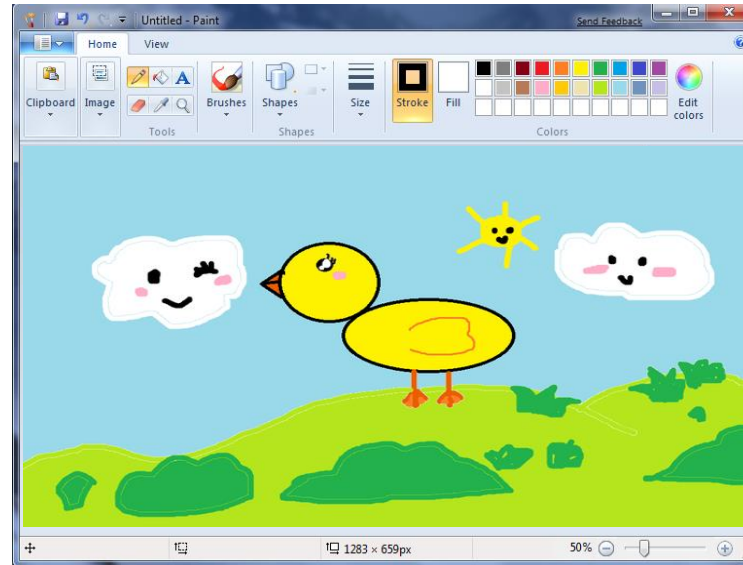 Untitled - Paint
Send Feedback
Home View
Clipboard
Image
A
Tools
Brushes
Shapes
Shapes
Size
Stroke
Fill
Edit
colors
Colors
1283 × 659px
50%